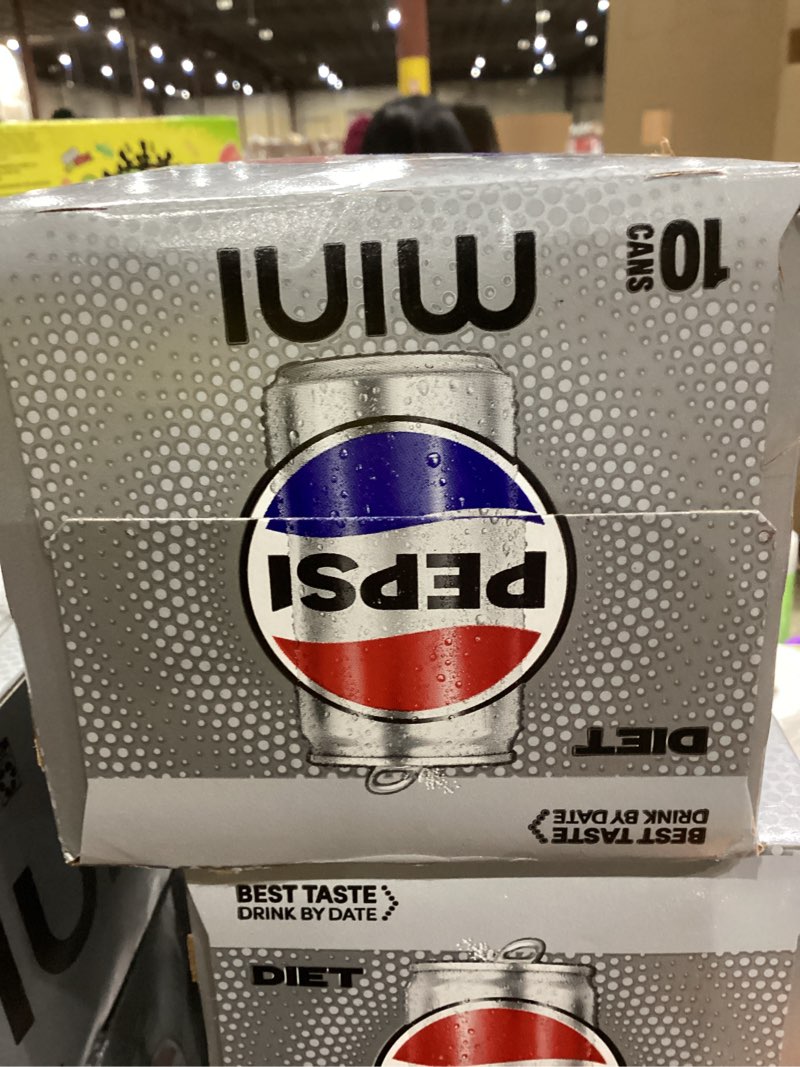 mini
10
CANS
PEPSI
DIET
BEST TASTE
DRINK BY DATE
BEST TASTE
DRINK BY DATE
DIET